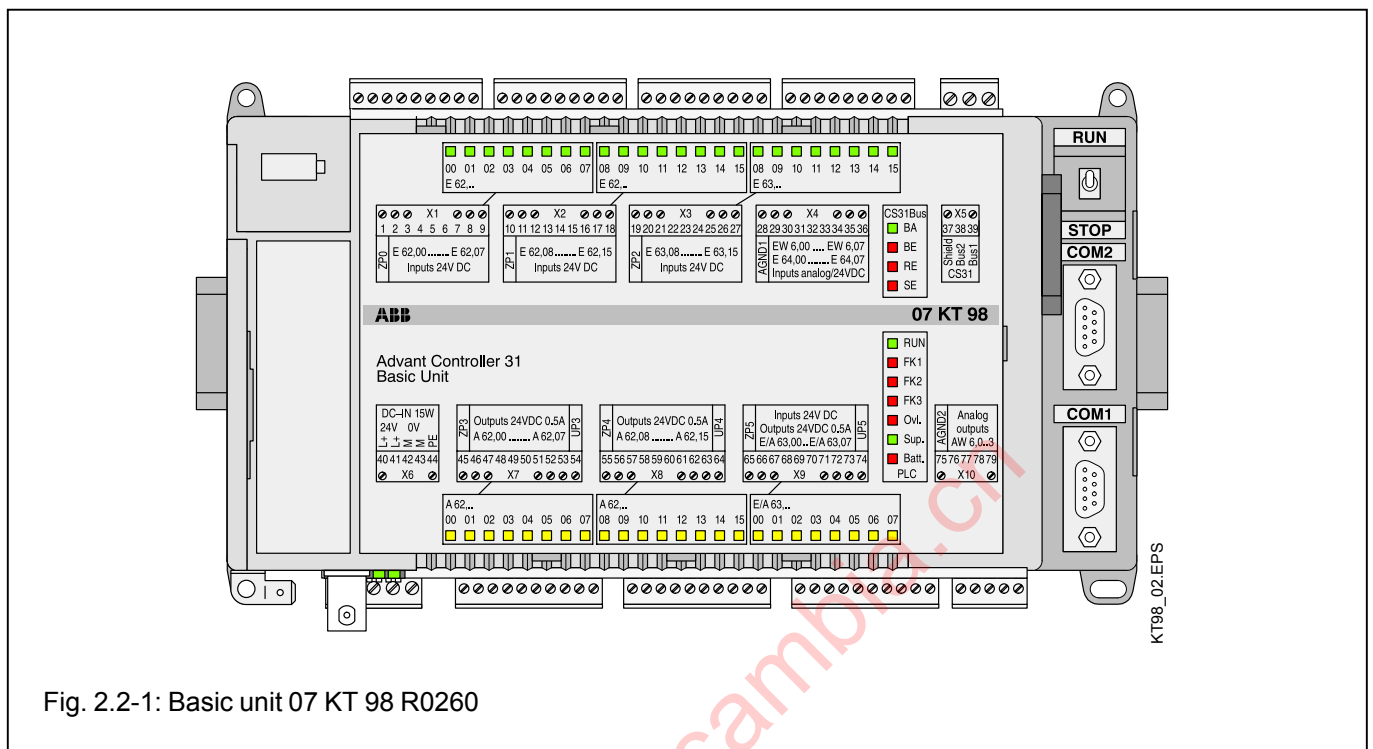 RUN
00 01 02 03 04 05 06 07
E 62,..
08 09 10 11 12 13 14 15
E 62,..
08 09 10 11 12 13 14 15
E 63,..
X1
1 2 3 4 5 6 7 8 9
ZP0
E 62,00.......E 62,07
Inputs 24V DC
X2
10 11 12 13 14 15 16 17 18
ZP1
E 62,08.......E 62,15
Inputs 24V DC
X3
19 20 21 22 23 24 25 26 27
ZP2
E 63,08.......E 63,15
Inputs 24V DC
X4
28 29 30 31 32 33 34 35 36
AGND1
EW 6,00 .... EW 6,07
E 64,00.......E 64,07
Inputs analog/24VDC
CS31Bus
BA
BE
RE
SE
X5
37 38 39
Shield
Bus2
Bus1
CS31
STOP
COM2
ABB
07 KT 98
Advant Controller 31
Basic Unit
RUN
FK1
FK2
FK3
Ovl.
Sup.
Batt.
PLC
DC–IN 15W
24V 0V
L+
L+
M
M
PE
40 41 42 43 44
X6
ZP3
Outputs 24VDC 0.5A
A 62,00 ........ A 62,07
UP3
45 46 47 48 49 50 51 52 53 54
X7
ZP4
Outputs 24VDC 0.5A
A 62,08 ....... A 62,15
UP4
55 56 57 58 59 60 61 62 63 64
X8
ZP5
Inputs 24V DC
Outputs 24VDC 0.5A
E/A 63,00..E/A 63,07
UP5
65 66 67 68 69 70 71 72 73 74
X9
AGND2
Analog
outputs
AW 6,0..3
75 76 77 78 79
X10
COM1
A 62,..
00 01 02 03 04 05 06 07
A 62,..
08 09 10 11 12 13 14 15
E/A 63,..
00 01 02 03 04 05 06 07
KT98_02.EPS
sambia.cn
Fig. 2.2-1: Basic unit 07 KT 98 R0260